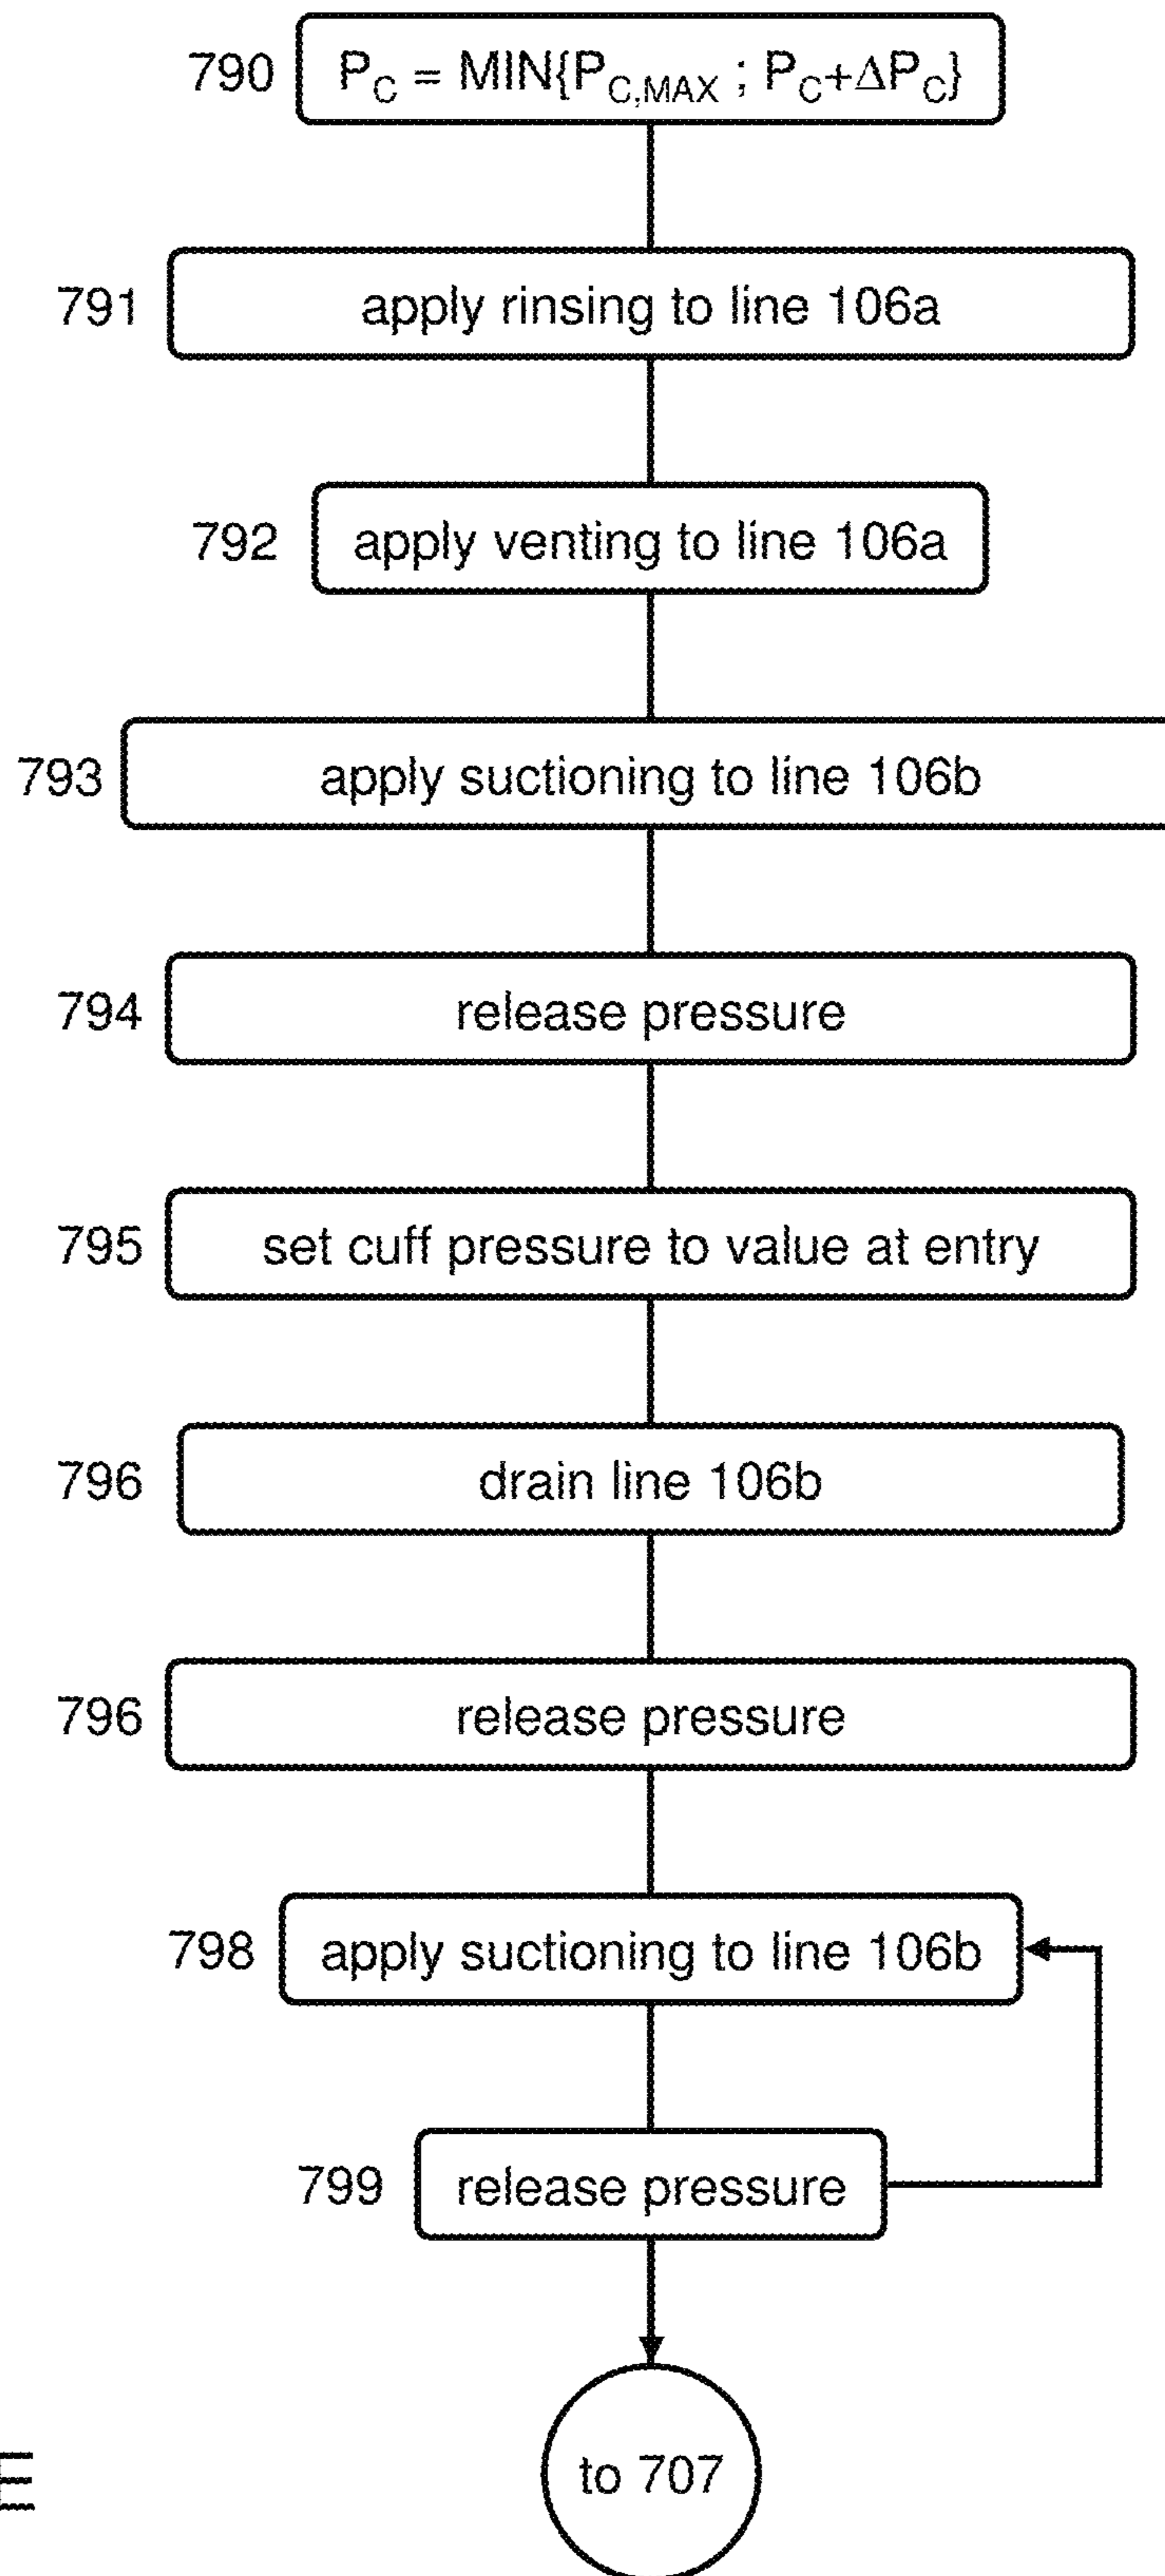 790 P_C = MIN{P_C,MAX ; P_C+ΔP_C}
791 apply rinsing to line 106a
792 apply venting to line 106a
793 apply suctioning to line 106b
794 release pressure
795 set cuff pressure to value at entry
796 drain line 106b
796 release pressure
798 apply suctioning to line 106b
799 release pressure
to 707
E